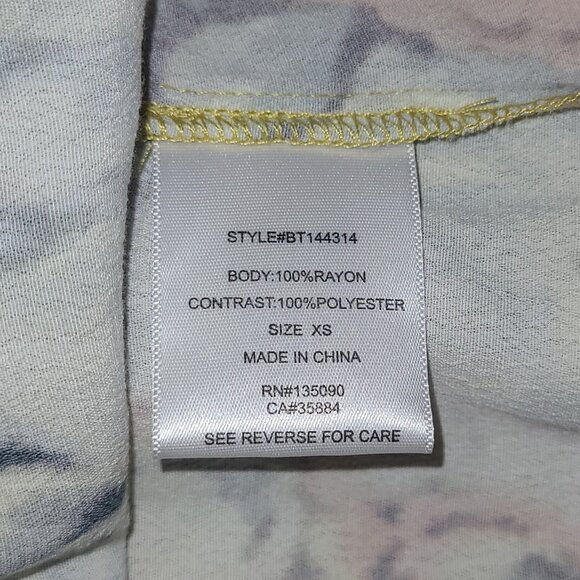 STYLE#BT144314
BODY:100%RAYON
CONTRAST:100%POLYESTER
SIZE XS
MADE IN CHINA
RN#135090
CA#35884
SEE REVERSE FOR CARE